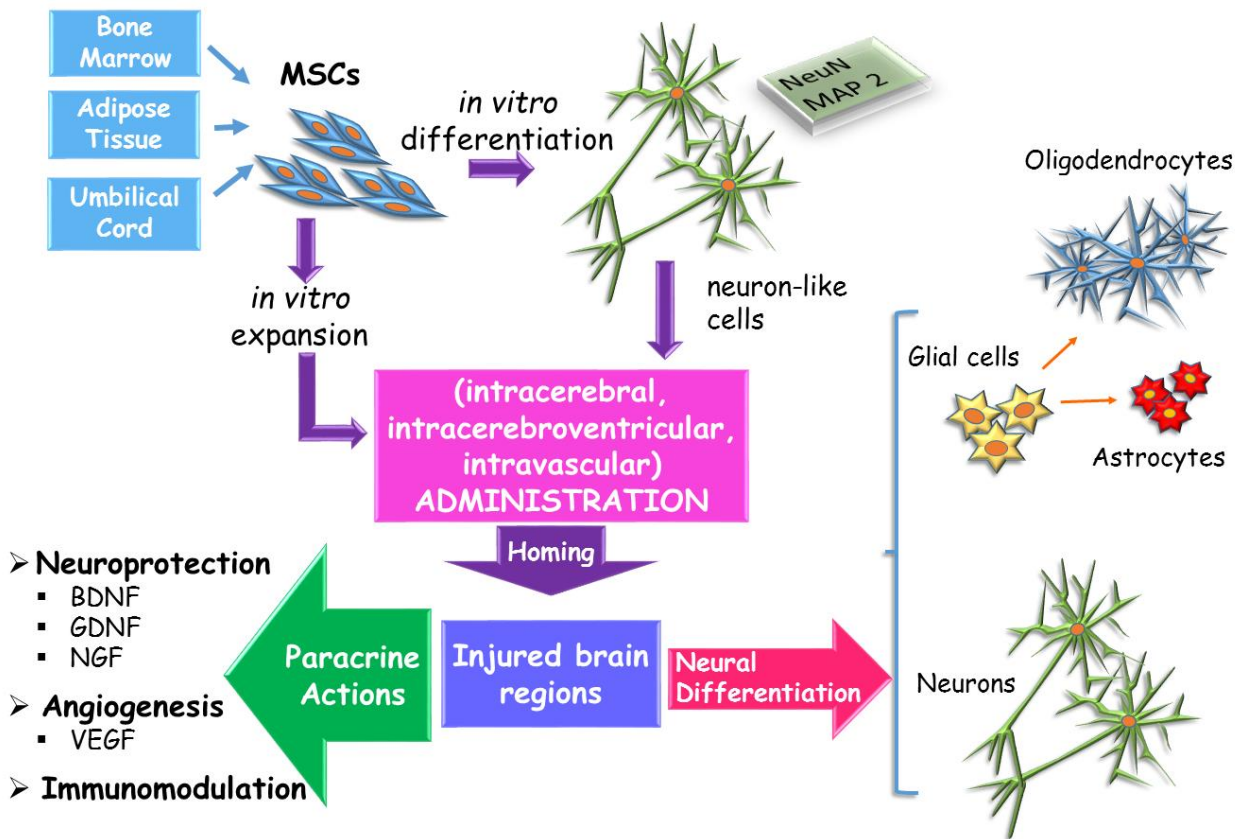 Bone
Marrow
Adipose
Tissue
Umbilical
Cord
MSCs
in vitro
differentiation
NeuN
MAP 2
in vitro
expansion
neuron-like
cells
(intracerebral,
intracerebroventricular,
intravascular)
ADMINISTRATION
Homing
Injured brain
regions
Paracrine
Actions
➢ Neuroprotection
▪ BDNF
▪ GDNF
▪ NGF
➢ Angiogenesis
▪ VEGF
➢ Immunomodulation
Neural
Differentiation
Oligodendrocytes
Glial cells
Astrocytes
Neurons